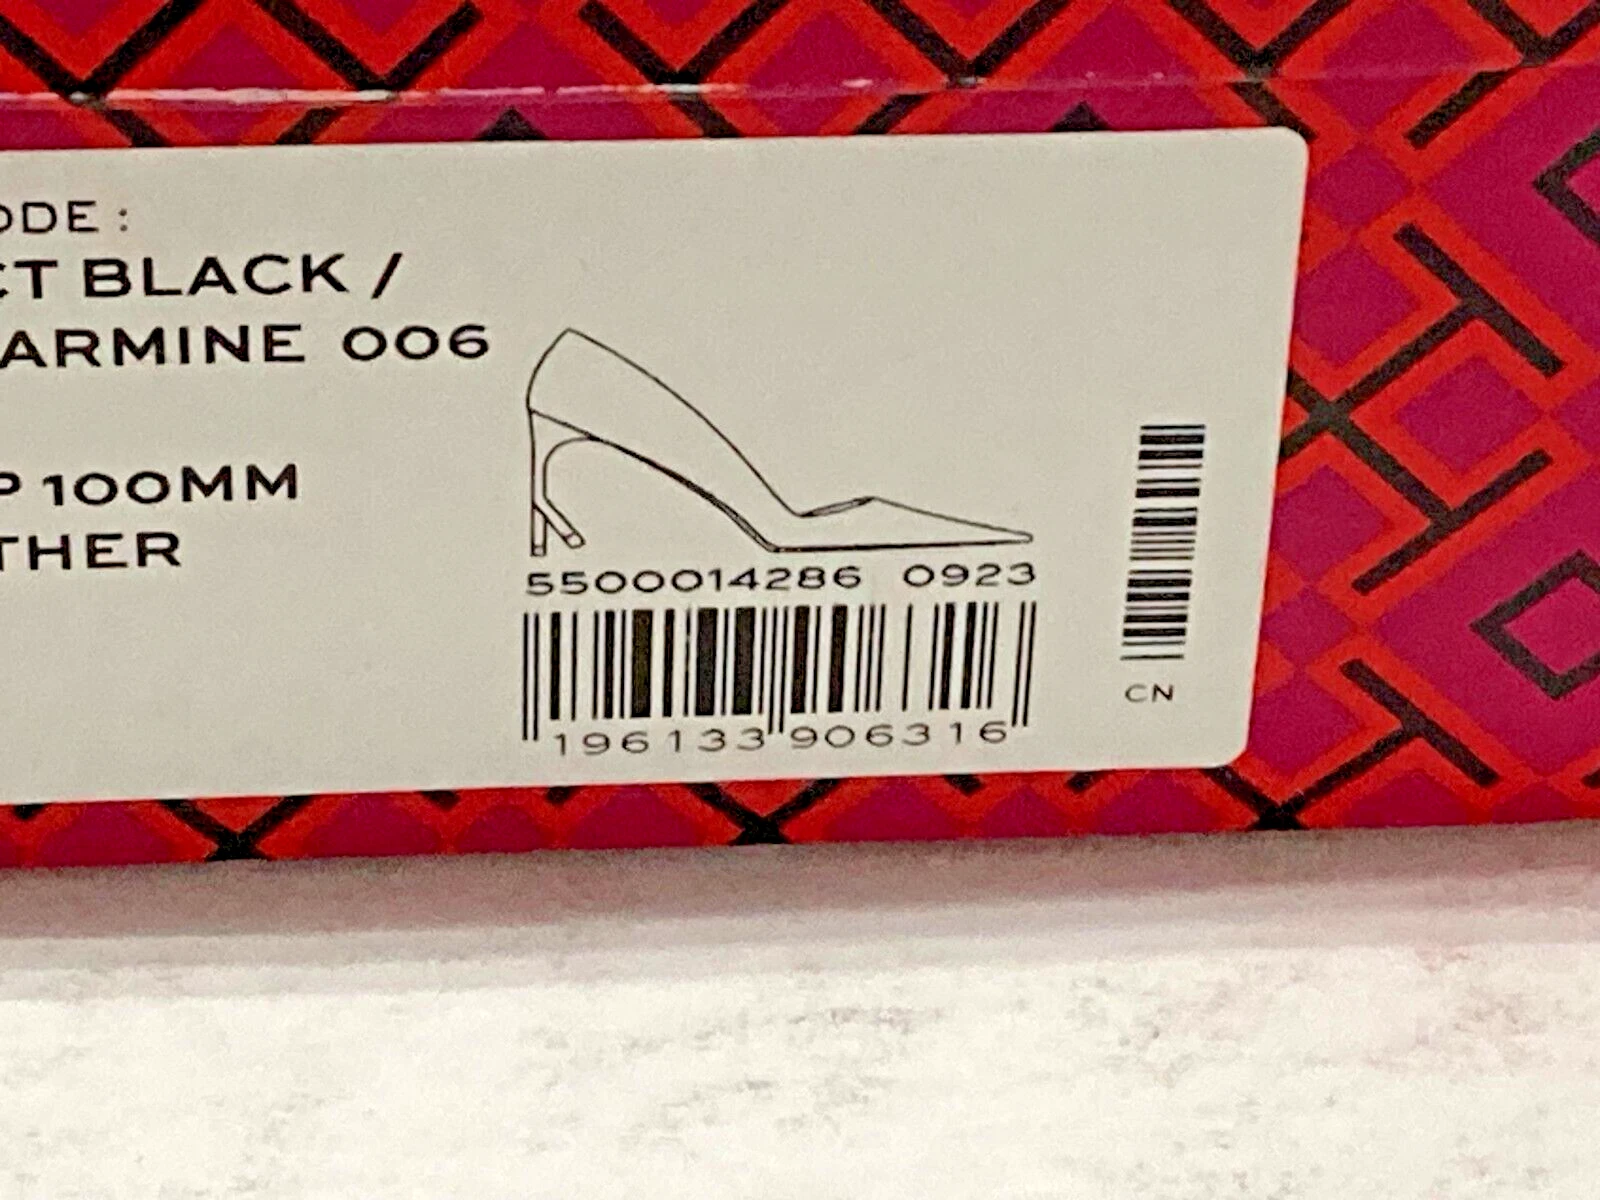 ODE :
CT BLACK /
ARMINE 006
P 100MM
THER
5500014286 0923
196133 906316
CN